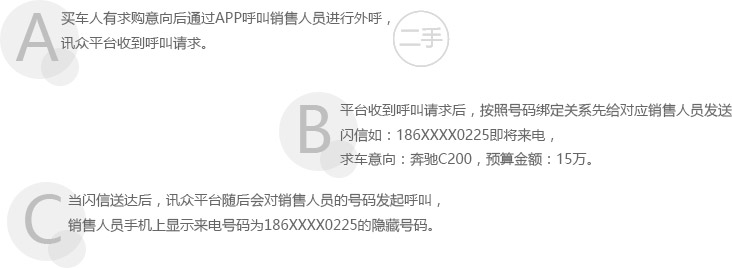 A
买车人有求购意向后通过APP呼叫销售人员进行外呼，
讯众平台收到呼叫请求。
二手
B
平台收到呼叫请求后，按照号码绑定关系先给对应销售人员发送
闪信如：186XXXX0225即将来电，
求车意向：奔驰C200，预算金额：15万。
C
当闪信送达后，讯众平台随后会对销售人员的号码发起呼叫，
销售人员手机上显示来电号码为186XXXX0225的隐藏号码。